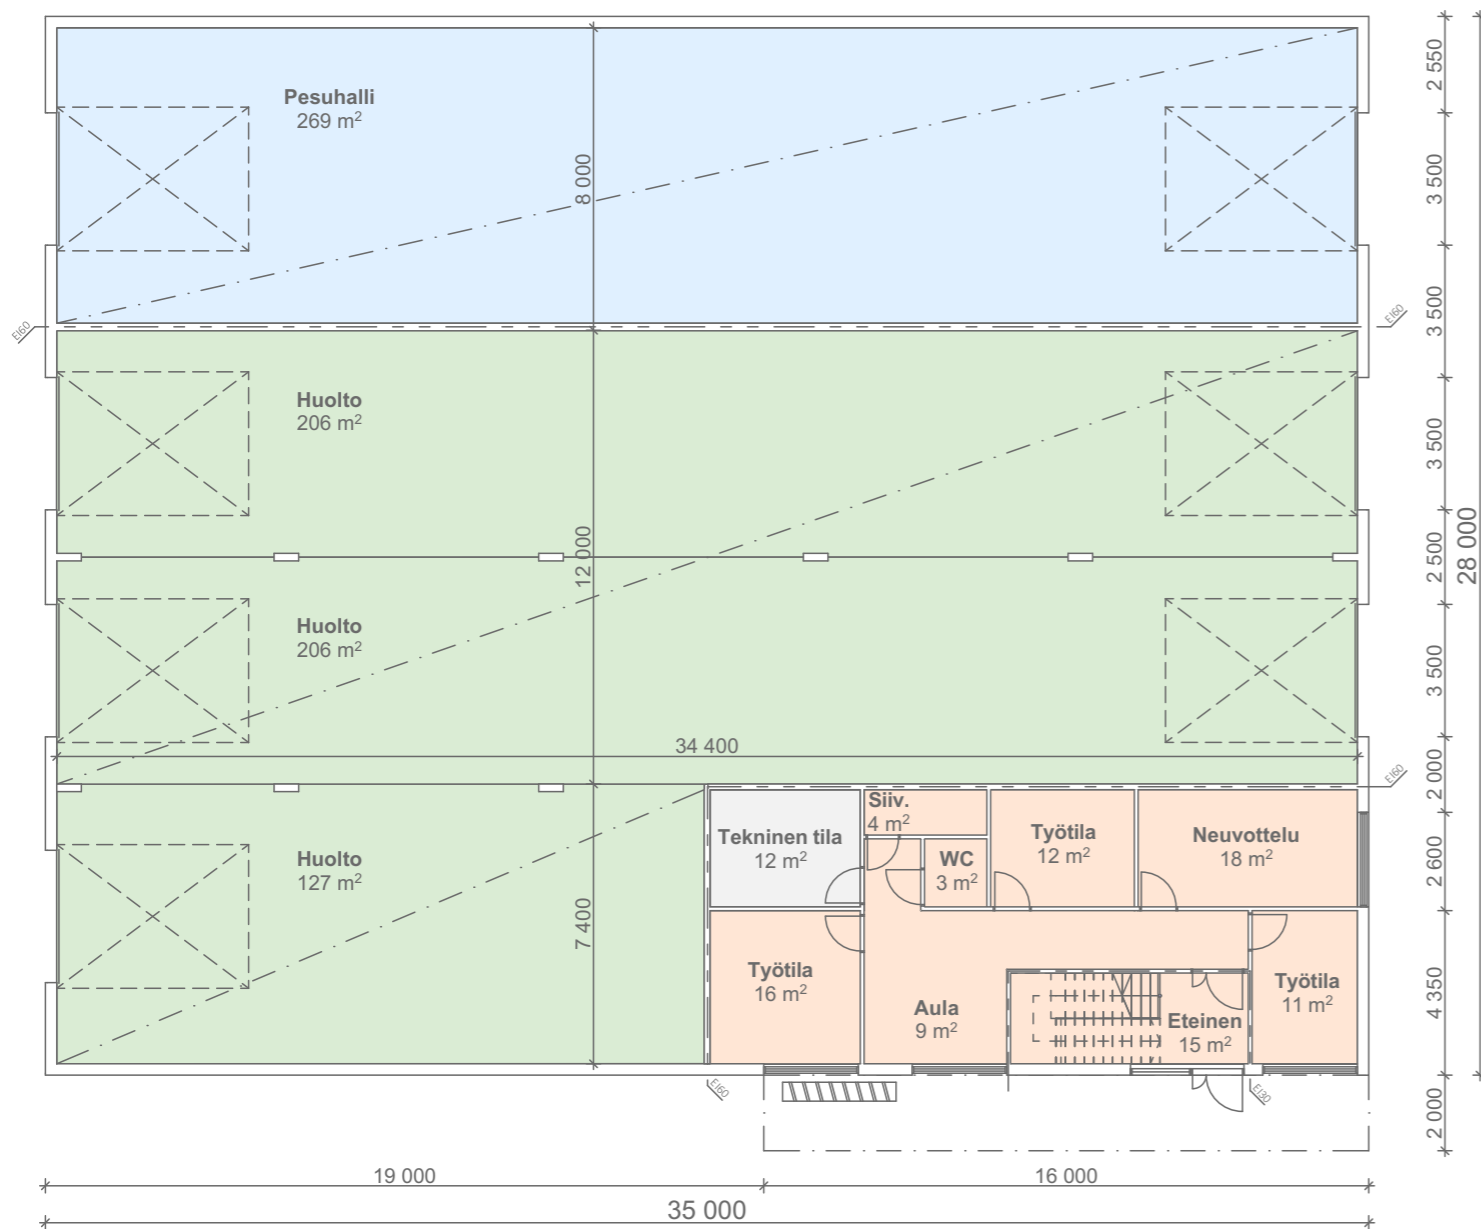 Pesuhalli
269 m²
8 000
2 550
3 500
3 500
EI60
EI60
Huolto
206 m²
3 500
12 000
2 500
28 000
Huolto
206 m²
3 500
34 400
2 000
EI60
Huolto
127 m²
7 400
Tekninen tila
12 m²
Siiv.
4 m²
WC
3 m²
Työtila
12 m²
Neuvottelu
18 m²
2 600
Työtila
16 m²
Aula
9 m²
Eteinen
15 m²
Työtila
11 m²
4 350
EI60
EI30
2 000
19 000
16 000
35 000